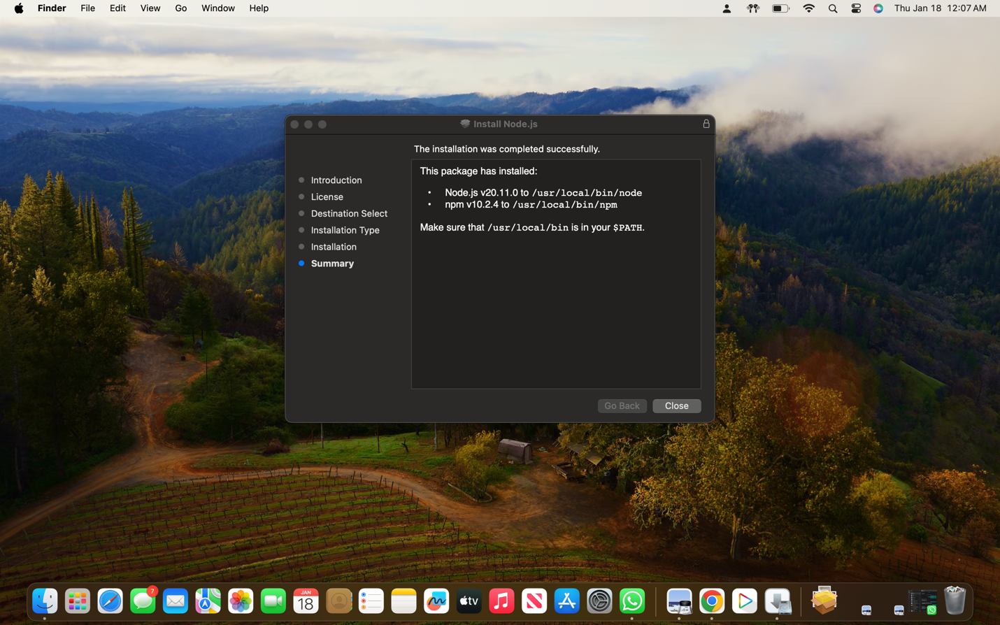 Finder File Edit View Go Window Help Thu Jan 18 12:07 AM
Install Node.js
The installation was completed successfully.
Introduction
License
Destination Select
Installation Type
Installation
Summary
This package has installed:
• Node.js v20.11.0 to /usr/local/bin/node
• npm v10.2.4 to /usr/local/bin/npm
Make sure that /usr/local/bin is in your $PATH.
Go Back Close
7
JAN
18
tv